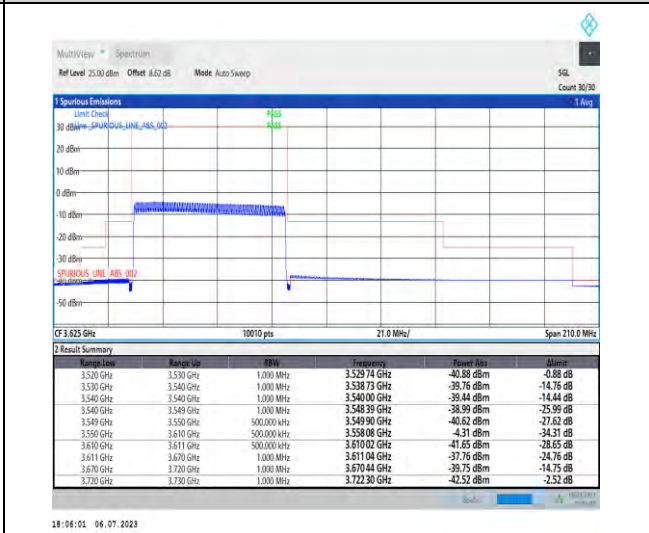 MultiView Spectrum
Ref Level 25.00 dBm Offset 8.62 dB Mode Auto Sweep SGL
Count 30/30
1 Spurious Emissions 1 Avg
Limit Check PASS
30 dBm Line _SPURIOUS_LINE_ABS_002 PASS
20 dBm
10 dBm
0 dBm
-10 dBm
-20 dBm
-30 dBm
SPURIOUS_LINE_ABS_002
-40 dBm
-50 dBm
CF 3.625 GHz 10010 pts 21.0 MHz/ Span 210.0 MHz
2 Result Summary
Range Low Range Up RBW Frequency Power Abs ΔLimit
3.520 GHz 3.530 GHz 1.000 MHz 3.529 74 GHz -40.88 dBm -0.88 dB
3.530 GHz 3.540 GHz 1.000 MHz 3.538 73 GHz -39.76 dBm -14.76 dB
3.540 GHz 3.540 GHz 1.000 MHz 3.540 00 GHz -39.44 dBm -14.44 dB
3.540 GHz 3.549 GHz 1.000 MHz 3.548 39 GHz -38.99 dBm -25.99 dB
3.549 GHz 3.550 GHz 500.000 kHz 3.549 90 GHz -40.62 dBm -27.62 dB
3.550 GHz 3.610 GHz 500.000 kHz 3.558 08 GHz -4.31 dBm -34.31 dB
3.610 GHz 3.611 GHz 500.000 kHz 3.610 02 GHz -41.65 dBm -28.65 dB
3.611 GHz 3.670 GHz 1.000 MHz 3.611 04 GHz -37.76 dBm -24.76 dB
3.670 GHz 3.720 GHz 1.000 MHz 3.670 44 GHz -39.75 dBm -14.75 dB
3.720 GHz 3.730 GHz 1.000 MHz 3.722 30 GHz -42.52 dBm -2.52 dB
18:06:01 06.07.2023